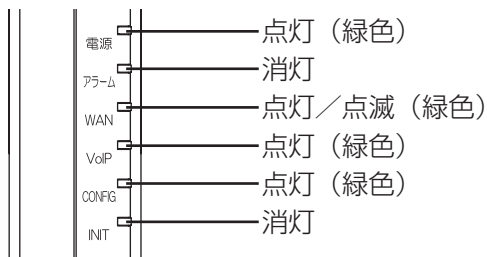 電源 点灯（緑色）
アラーム 消灯
WAN 点灯／点滅（緑色）
VoIP 点灯（緑色）
CONFIG 点灯（緑色）
INIT 消灯